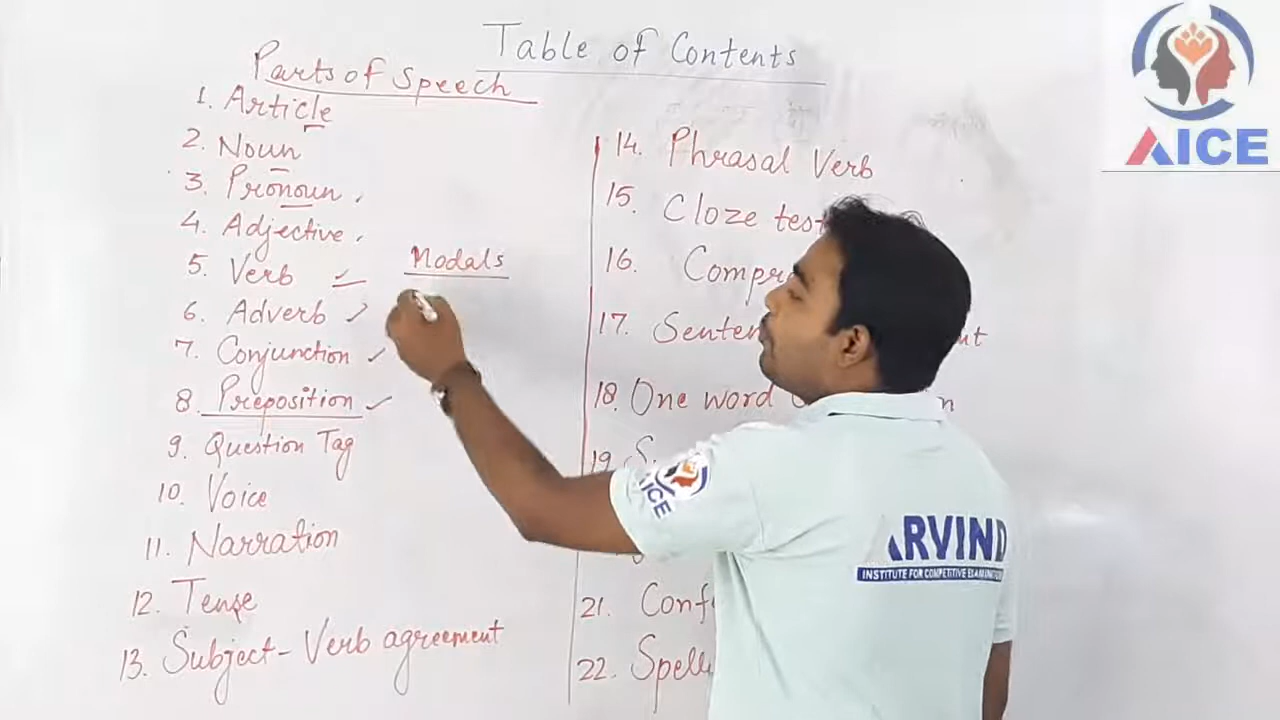 Table of Contents
Parts of Speech
1. Article
2. Noun
3. Pronoun
4. Adjective
5. Verb
Modals
6. Adverb
7. Conjunction
8. Preposition
9. Question Tag
10. Voice
11. Narration
12. Tense
13. Subject-Verb agreement
14. Phrasal Verb
15. Cloze test
16. Compr
17. Senten
18. One word
19. S
21. Conf
22. Spell
AICE
AICE
ARVIND
INSTITUTE FOR COMPETITIVE EXAMINATION